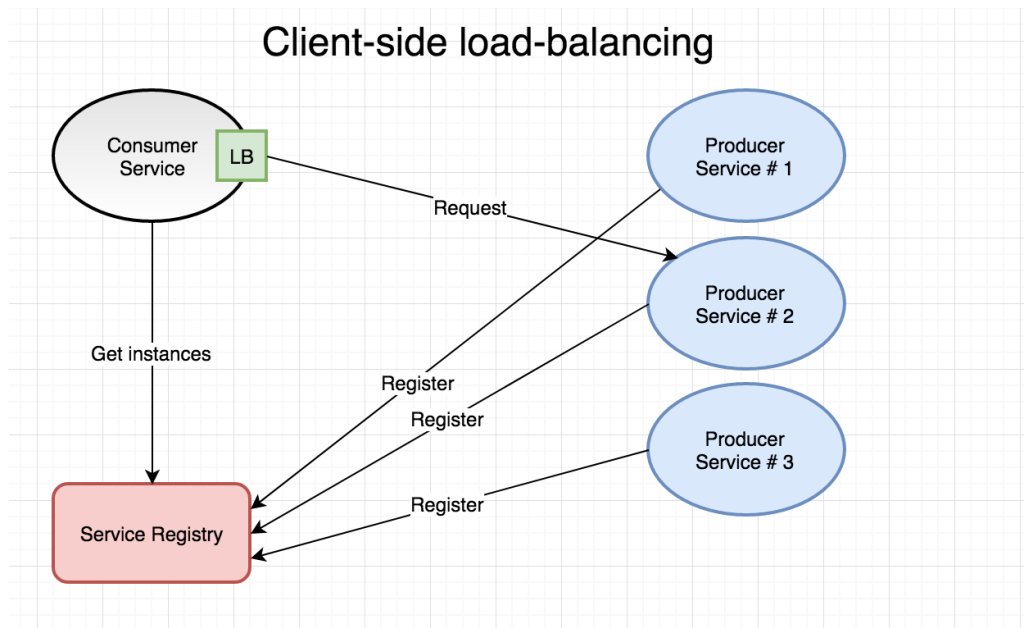 Client-side load-balancing
Consumer
Service
LB
Producer
Service # 1
Request
Producer
Service # 2
Get instances
Register
Register
Producer
Service # 3
Register
Service Registry